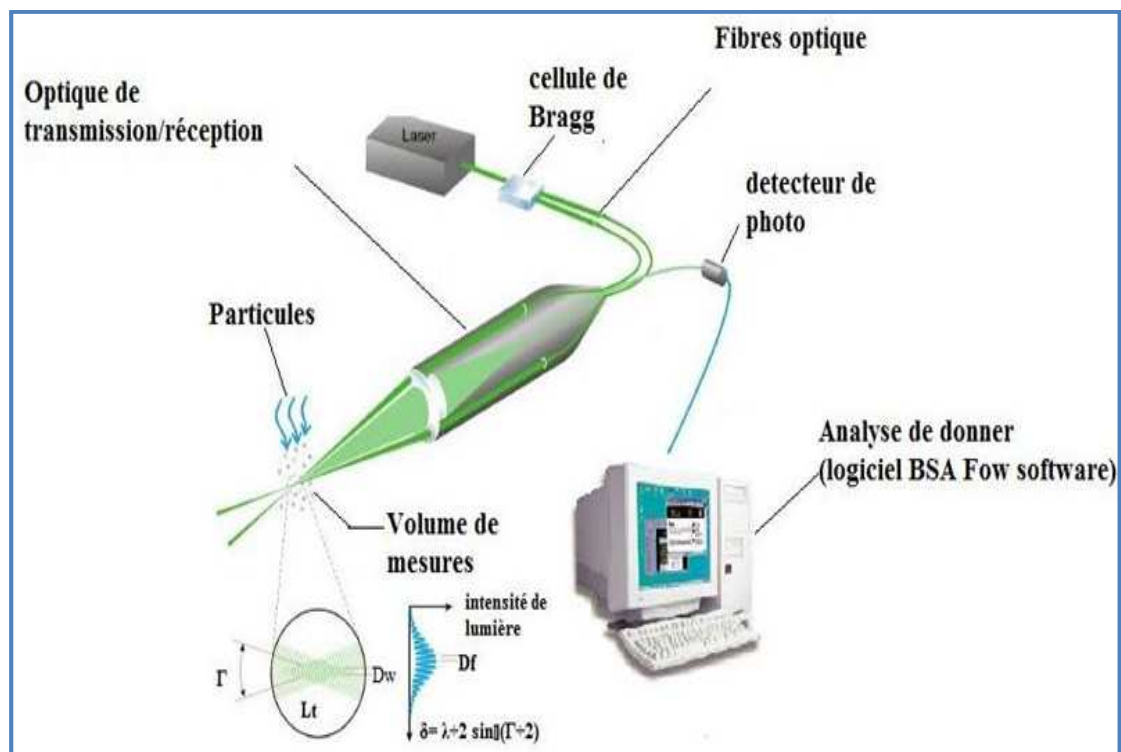 Fibres optique
cellule de
Bragg
Optique de
transmission/réception
Laser
detecteur de
photo
Particules
Analyse de donner
(logiciel BSA Fow software)
Volume de
mesures
intensité de
lumière
Df
Γ
Dw
Lt
δ= λ÷2 sin▯(Γ÷2)